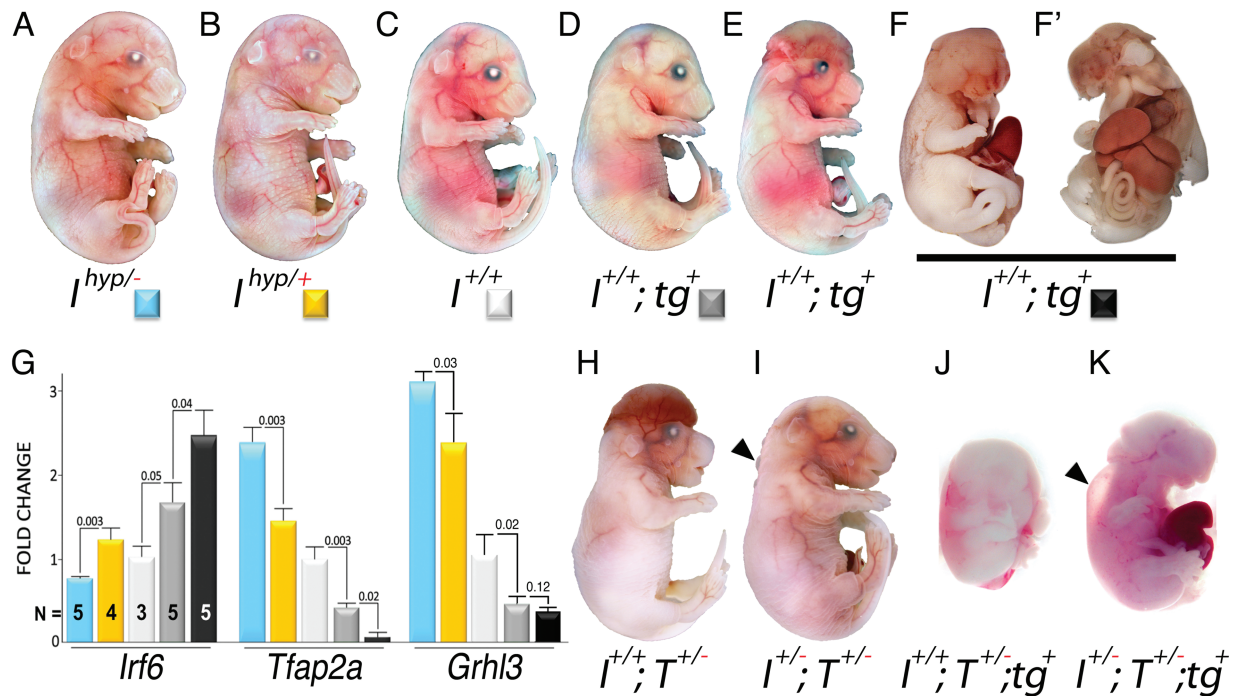 A B C D E F F’
I hyp/- I hyp/+ I +/+ I +/+; tg+ I +/+; tg+ I +/+; tg+
G H I J K
FOLD CHANGE
3
2
1
0
N = 5 4 3 5 5
0.003 0.05 0.04
0.003 0.003 0.02
0.03 0.02 0.12
Irf6 Tfap2a Grhl3
I +/+; T +/- I +/-; T +/- I +/+; T +/-;tg+ I +/-; T +/-;tg+